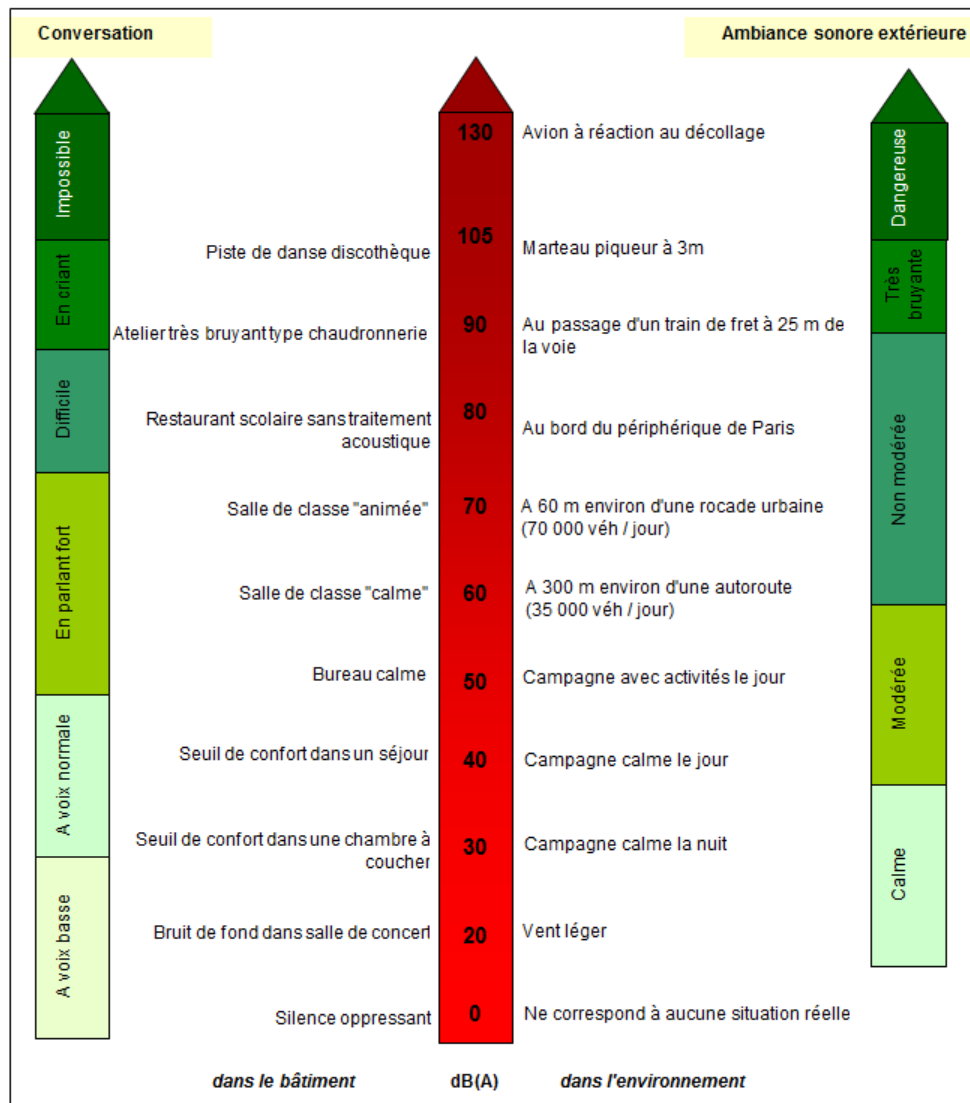 Conversation
Ambiance sonore extérieure
Impossible
En criant
Difficile
En parlant fort
A voix normale
A voix basse
130
Avion à réaction au décollage
Piste de danse discothèque
105
Marteau piqueur à 3m
Atelier très bruyant type chaudronnerie
90
Au passage d'un train de fret à 25 m de
la voie
Restaurant scolaire sans traitement
acoustique
80
Au bord du périphérique de Paris
Salle de classe "animée"
70
A 60 m environ d'une rocade urbaine
(70 000 véh / jour)
Salle de classe "calme"
60
A 300 m environ d'une autoroute
(35 000 véh / jour)
Bureau calme
50
Campagne avec activités le jour
Seuil de confort dans un séjour
40
Campagne calme le jour
Seuil de confort dans une chambre à
coucher
30
Campagne calme la nuit
Bruit de fond dans salle de concert
20
Vent léger
Silence oppressant
0
Ne correspond à aucune situation réelle
Dangereuse
Très
bruyante
Non modérée
Modérée
Calme
dans le bâtiment
dB(A)
dans l'environnement